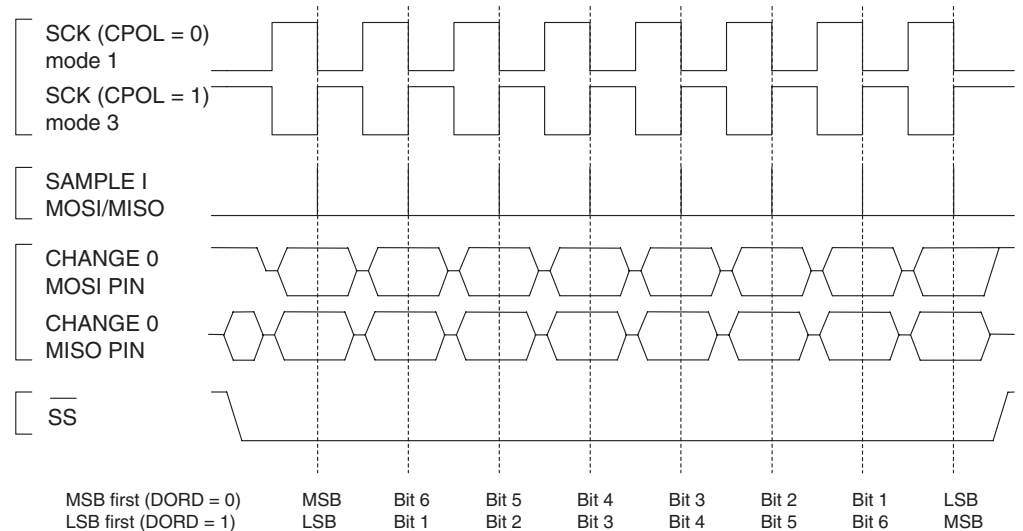 SCK (CPOL = 0)
mode 1
SCK (CPOL = 1)
mode 3
SAMPLE I
MOSI/MISO
CHANGE 0
MOSI PIN
CHANGE 0
MISO PIN
SS
MSB first (DORD = 0) MSB Bit 6 Bit 5 Bit 4 Bit 3 Bit 2 Bit 1 LSB
LSB first (DORD = 1) LSB Bit 1 Bit 2 Bit 3 Bit 4 Bit 5 Bit 6 MSB